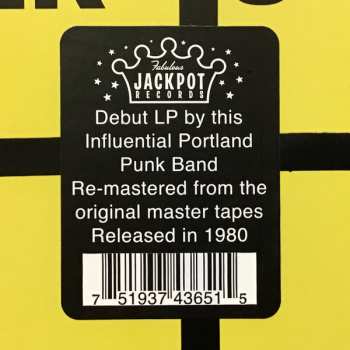 Fabulous
JACKPOT
RECORDS
Debut LP by this
Influential Portland
Punk Band
Re-mastered from the
original master tapes
Released in 1980
7 51937 43651 5